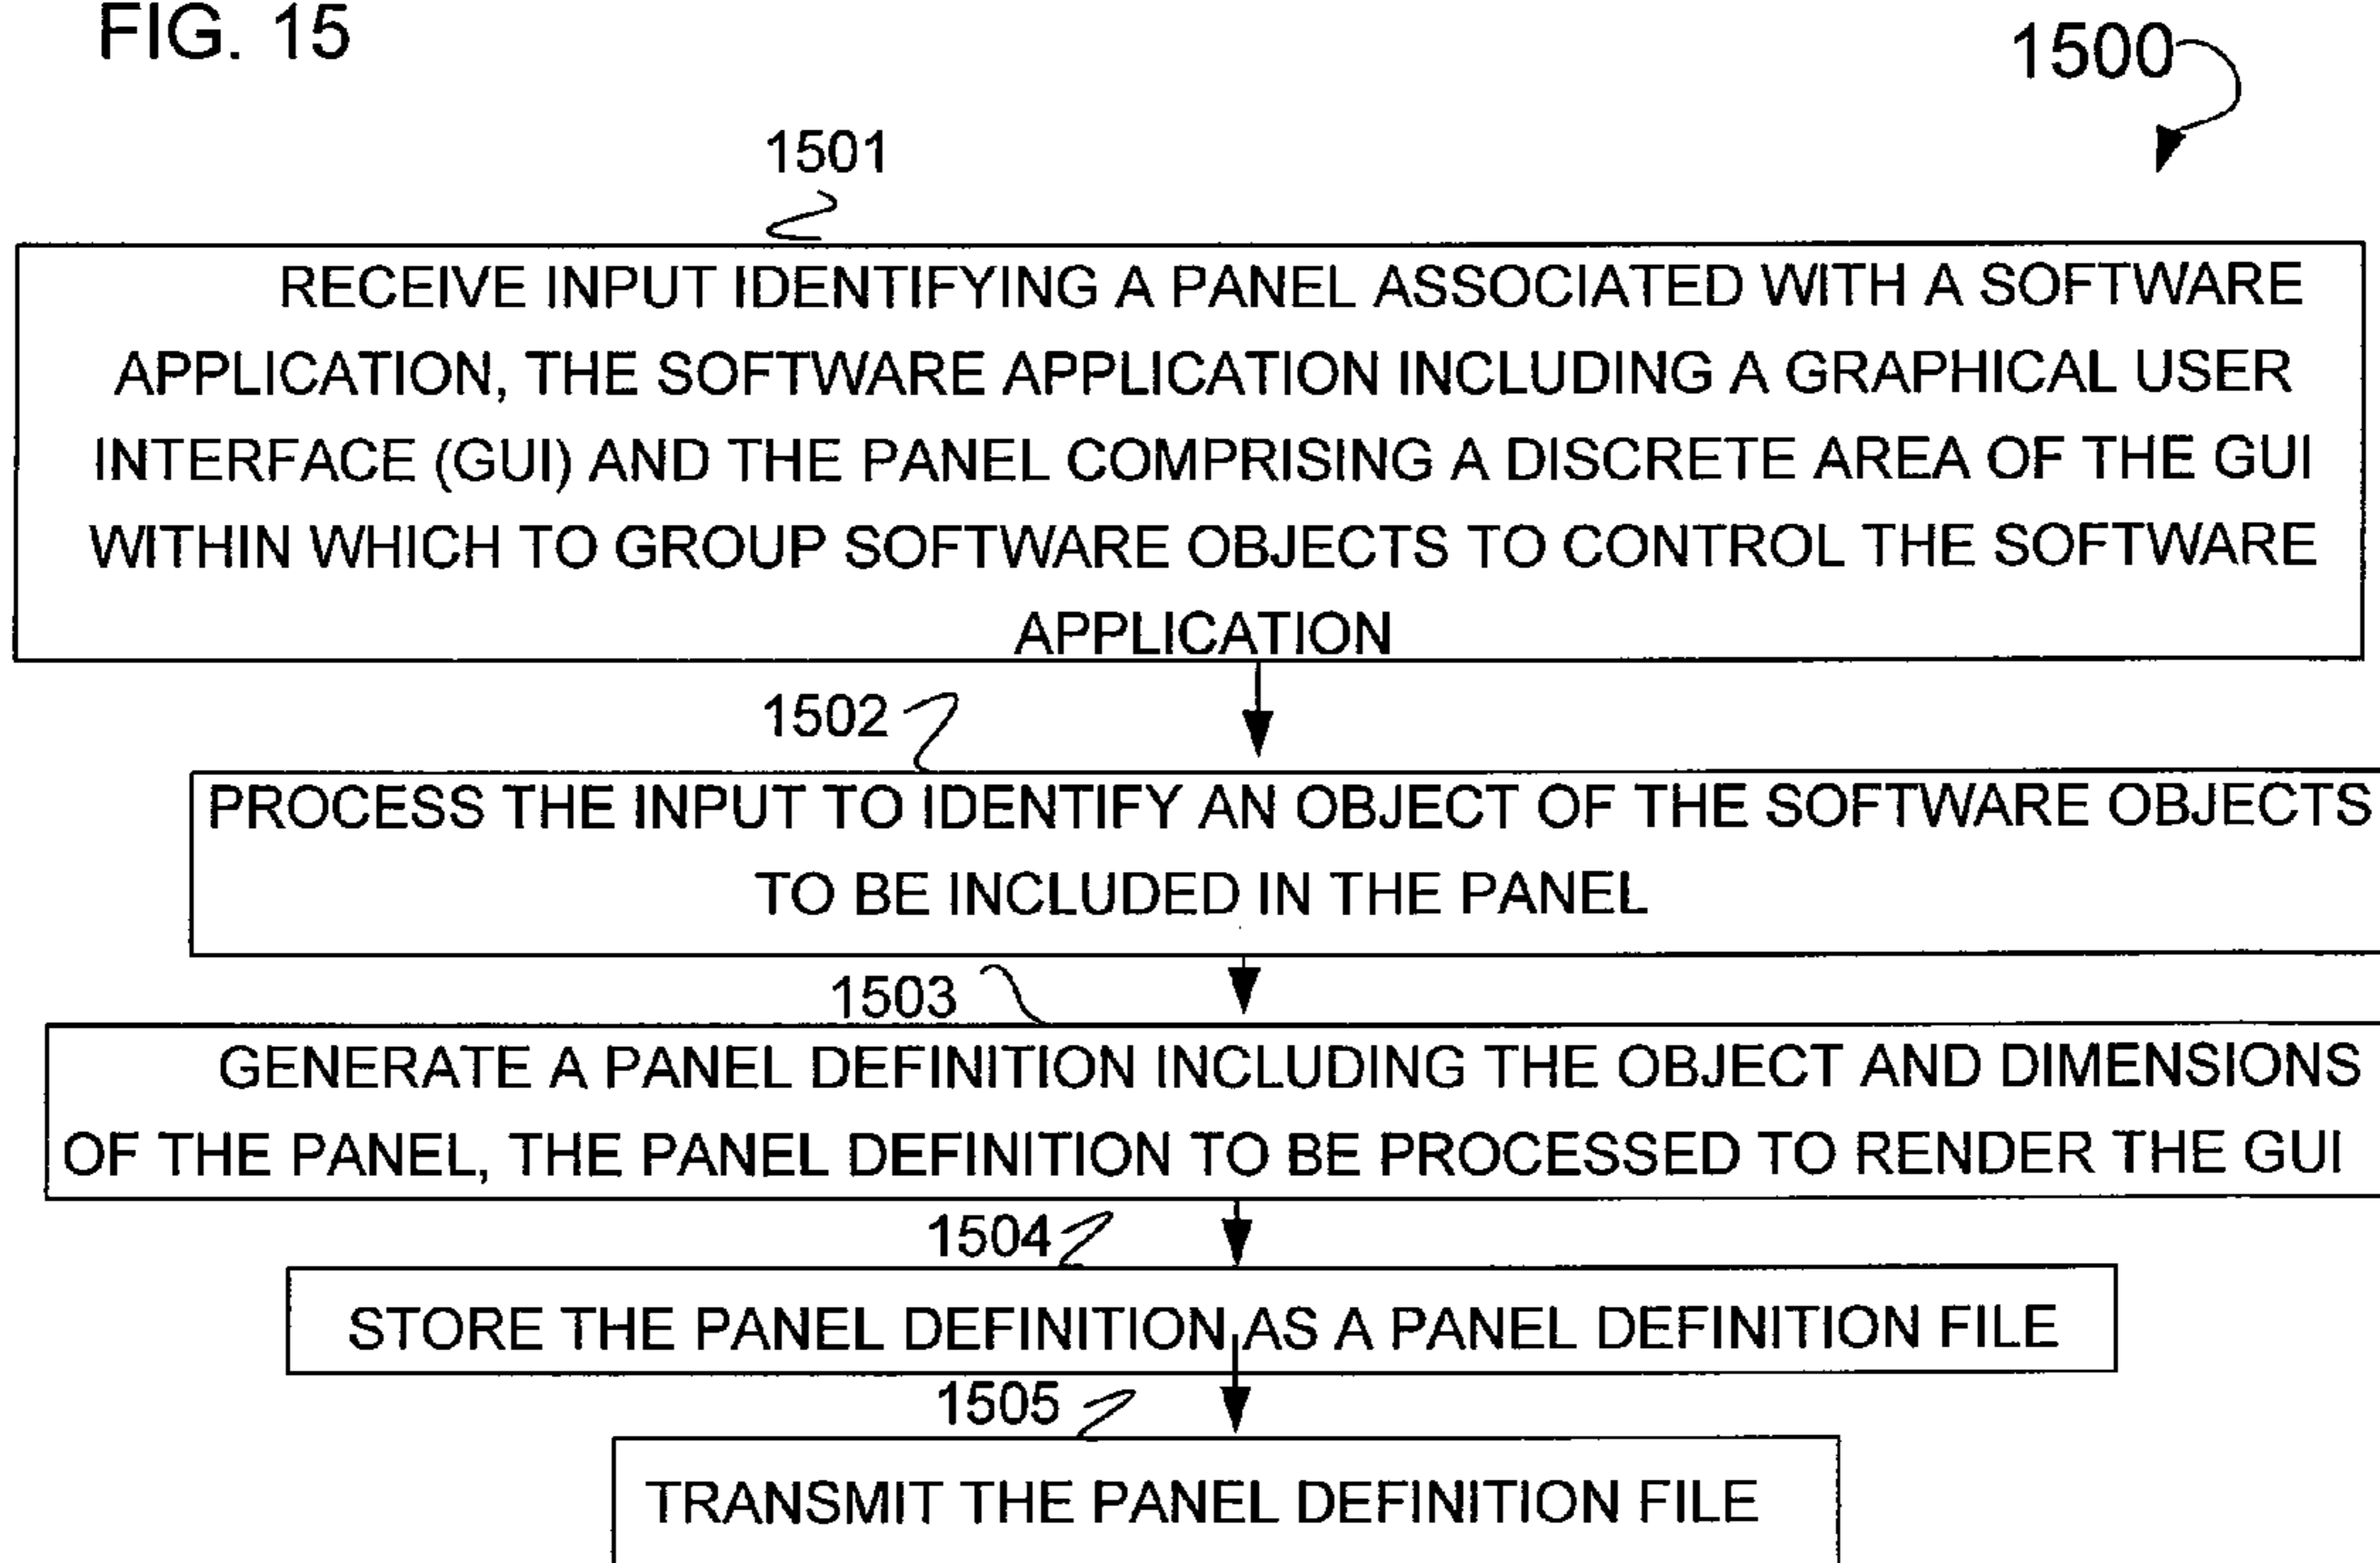 FIG. 15
1500
1501
RECEIVE INPUT IDENTIFYING A PANEL ASSOCIATED WITH A SOFTWARE
APPLICATION, THE SOFTWARE APPLICATION INCLUDING A GRAPHICAL USER
INTERFACE (GUI) AND THE PANEL COMPRISING A DISCRETE AREA OF THE GUI
WITHIN WHICH TO GROUP SOFTWARE OBJECTS TO CONTROL THE SOFTWARE
APPLICATION
1502
PROCESS THE INPUT TO IDENTIFY AN OBJECT OF THE SOFTWARE OBJECTS
TO BE INCLUDED IN THE PANEL
1503
GENERATE A PANEL DEFINITION INCLUDING THE OBJECT AND DIMENSIONS
OF THE PANEL, THE PANEL DEFINITION TO BE PROCESSED TO RENDER THE GUI
1504
STORE THE PANEL DEFINITION AS A PANEL DEFINITION FILE
1505
TRANSMIT THE PANEL DEFINITION FILE